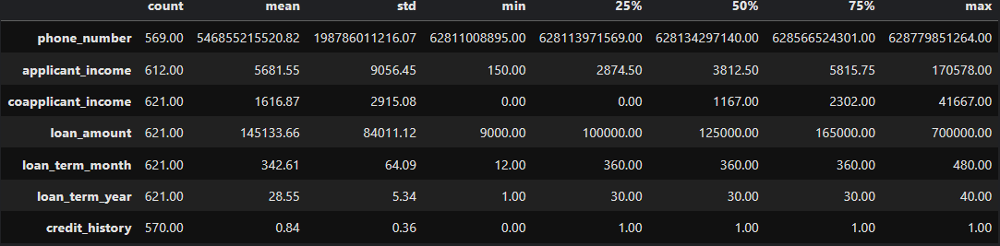 count mean std min 25% 50% 75% max
phone_number 569.00 546855215520.82 198786011216.07 62811008895.00 628113971569.00 628134297140.00 628566524301.00 628779851264.00
applicant_income 612.00 5681.55 9056.45 150.00 2874.50 3812.50 5815.75 170578.00
coapplicant_income 621.00 1616.87 2915.08 0.00 0.00 1167.00 2302.00 41667.00
loan_amount 621.00 145133.66 84011.12 9000.00 100000.00 125000.00 165000.00 700000.00
loan_term_month 621.00 342.61 64.09 12.00 360.00 360.00 360.00 480.00
loan_term_year 621.00 28.55 5.34 1.00 30.00 30.00 30.00 40.00
credit_history 570.00 0.84 0.36 0.00 1.00 1.00 1.00 1.00